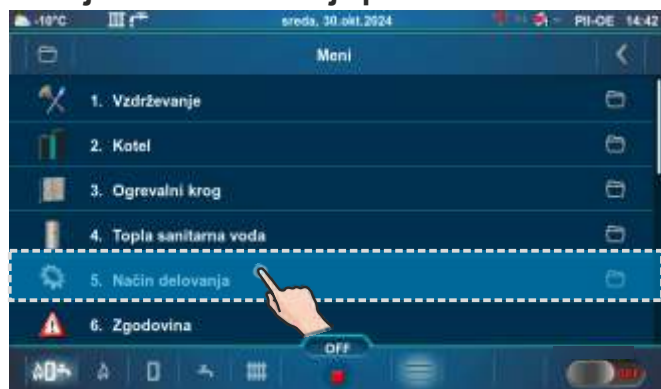 -10°C sreda, 30.okt.2024 PII-OE 14:42
Meni
1. Vzdrževanje
2. Kotel
3. Ogrevalni krog
4. Topla sanitarna voda
5. Način delovanja
6. Zgodovina
OFF
OFF